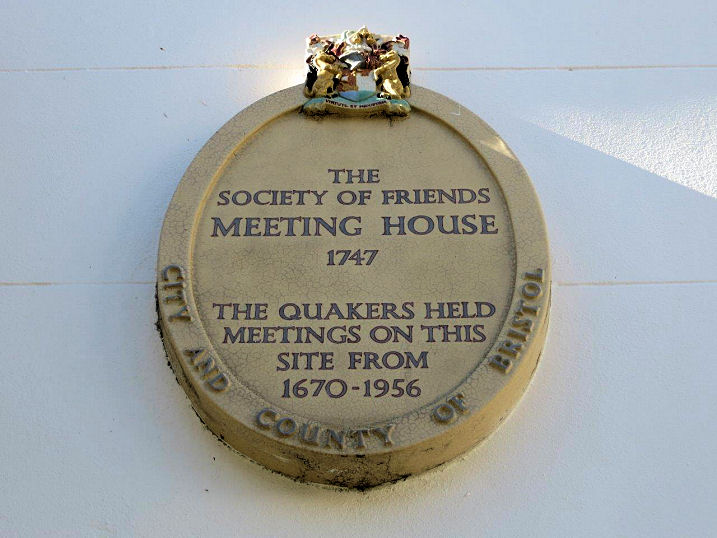 THE
SOCIETY OF FRIENDS
MEETING HOUSE
1747
THE QUAKERS HELD
MEETINGS ON THIS
SITE FROM
1670-1956
CITY AND COUNTY OF BRISTOL